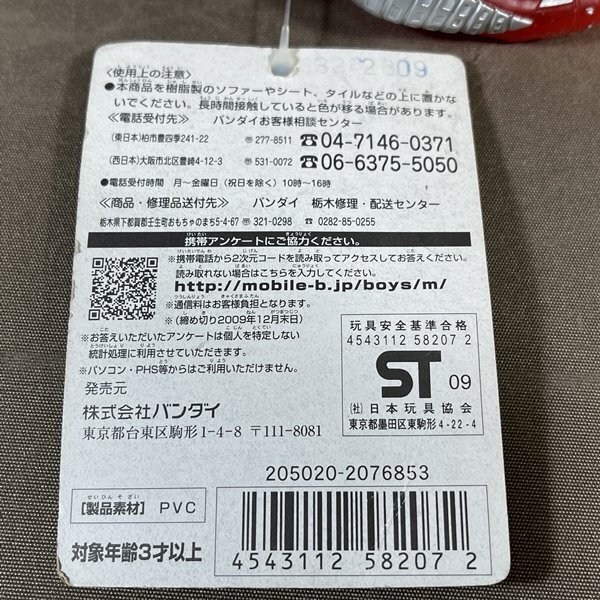 〈使用上の注意〉
●本商品を樹脂製のソファーやシート、タイルなどの上に置かな
いでください。長時間接触していると色が移る場合があります。
≪電話受付先≫ バンダイお客様相談センター
(東日本)柏市豊四季241-22 〠277-8511 ☎04-7146-0371
(西日本)大阪市北区豊崎4-12-3 〠531-0072 ☎06-6375-5050
●電話受付時間 月〜金曜日(祝日を除く)10時〜16時
≪商品・修理品送付先≫ バンダイ 栃木修理・配送センター
栃木県下都賀郡壬生町おもちゃのまち5-4-67 〠321-0298 ☎0282-85-0255
携帯アンケートにご協力ください。
※携帯電話から2次元コードを読み取ってアクセスしてお答えください。
読み取れない場合はこちらを入力してください。
http://mobile-b.jp/boys/m/
※通信料はお客様負担となります。
※(締め切り2009年12月末日)
※お答えいただいたアンケートは個人を特定しない
統計処理に利用させていただきます。
※パソコン・PHS等からはご利用いただけません。
発売元
株式会社バンダイ
東京都台東区駒形1-4-8 〒111-8081
玩具安全基準合格
4543112 58207 2
ST 09
(社)日本玩具協会
東京都墨田区東駒形4-22-4
205020-2076853
[製品素材] PVC
対象年齢3才以上
4543112 582072